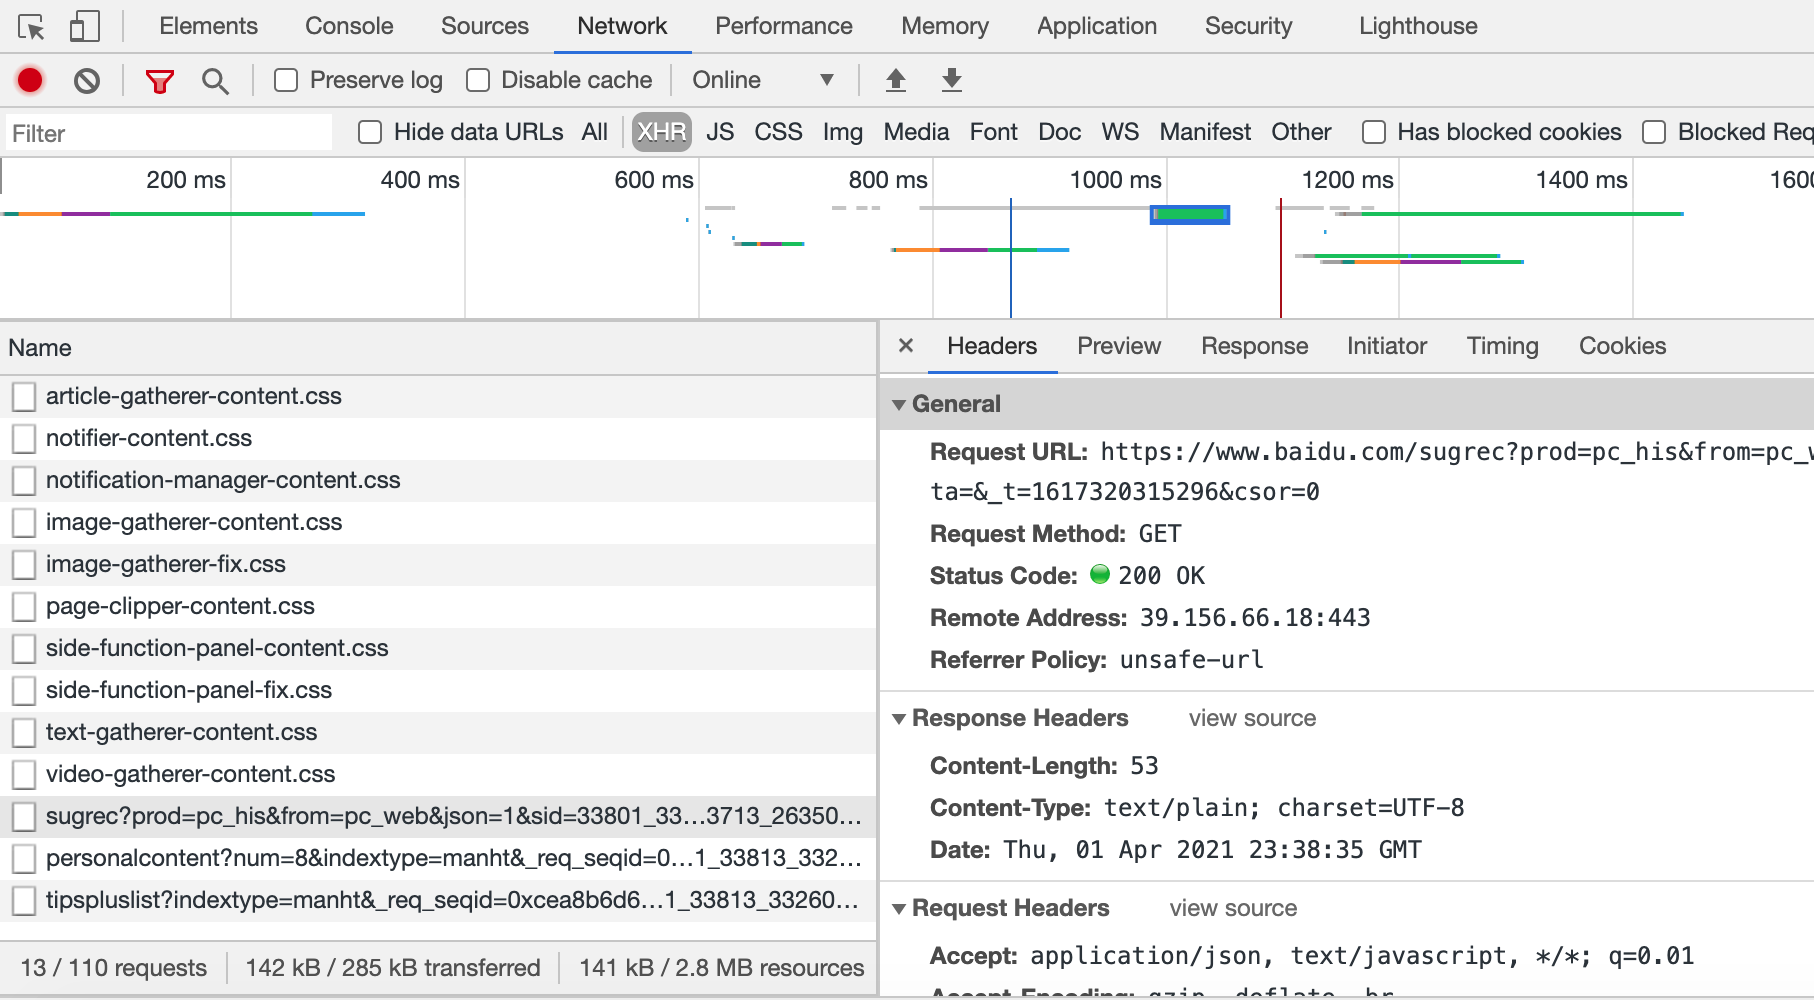 Elements Console Sources Network Performance Memory Application Security Lighthouse
Preserve log Disable cache Online
Filter Hide data URLs All XHR JS CSS Img Media Font Doc WS Manifest Other Has blocked cookies Blocked Req
200 ms 400 ms 600 ms 800 ms 1000 ms 1200 ms 1400 ms 1600
Name
article-gatherer-content.css
notifier-content.css
notification-manager-content.css
image-gatherer-content.css
image-gatherer-fix.css
page-clipper-content.css
side-function-panel-content.css
side-function-panel-fix.css
text-gatherer-content.css
video-gatherer-content.css
sugrec?prod=pc_his&from=pc_web&json=1&sid=33801_33…3713_26350…
personalcontent?num=8&indextype=manht&_req_seqid=0…1_33813_332…
tipspluslist?indextype=manht&_req_seqid=0xcea8b6d6…1_33813_33260…
13 / 110 requests 142 kB / 285 kB transferred 141 kB / 2.8 MB resources
× Headers Preview Response Initiator Timing Cookies
General
Request URL: https://www.baidu.com/sugrec?prod=pc_his&from=pc_w
ta=&_t=1617320315296&csor=0
Request Method: GET
Status Code: 200 OK
Remote Address: 39.156.66.18:443
Referrer Policy: unsafe-url
Response Headers view source
Content-Length: 53
Content-Type: text/plain; charset=UTF-8
Date: Thu, 01 Apr 2021 23:38:35 GMT
Request Headers view source
Accept: application/json, text/javascript, */*; q=0.01
Accept-Encoding: gzip, deflate, br